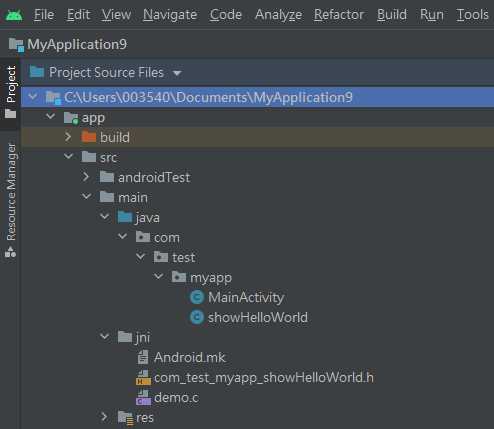 File Edit View Navigate Code Analyze Refactor Build Run Tools
MyApplication9
Project
Project Source Files
C:\Users\003540\Documents\MyApplication9
app
build
src
Resource Manager
androidTest
main
java
com
test
myapp
MainActivity
showHelloWorld
jni
Android.mk
com_test_myapp_showHelloWorld.h
demo.c
res